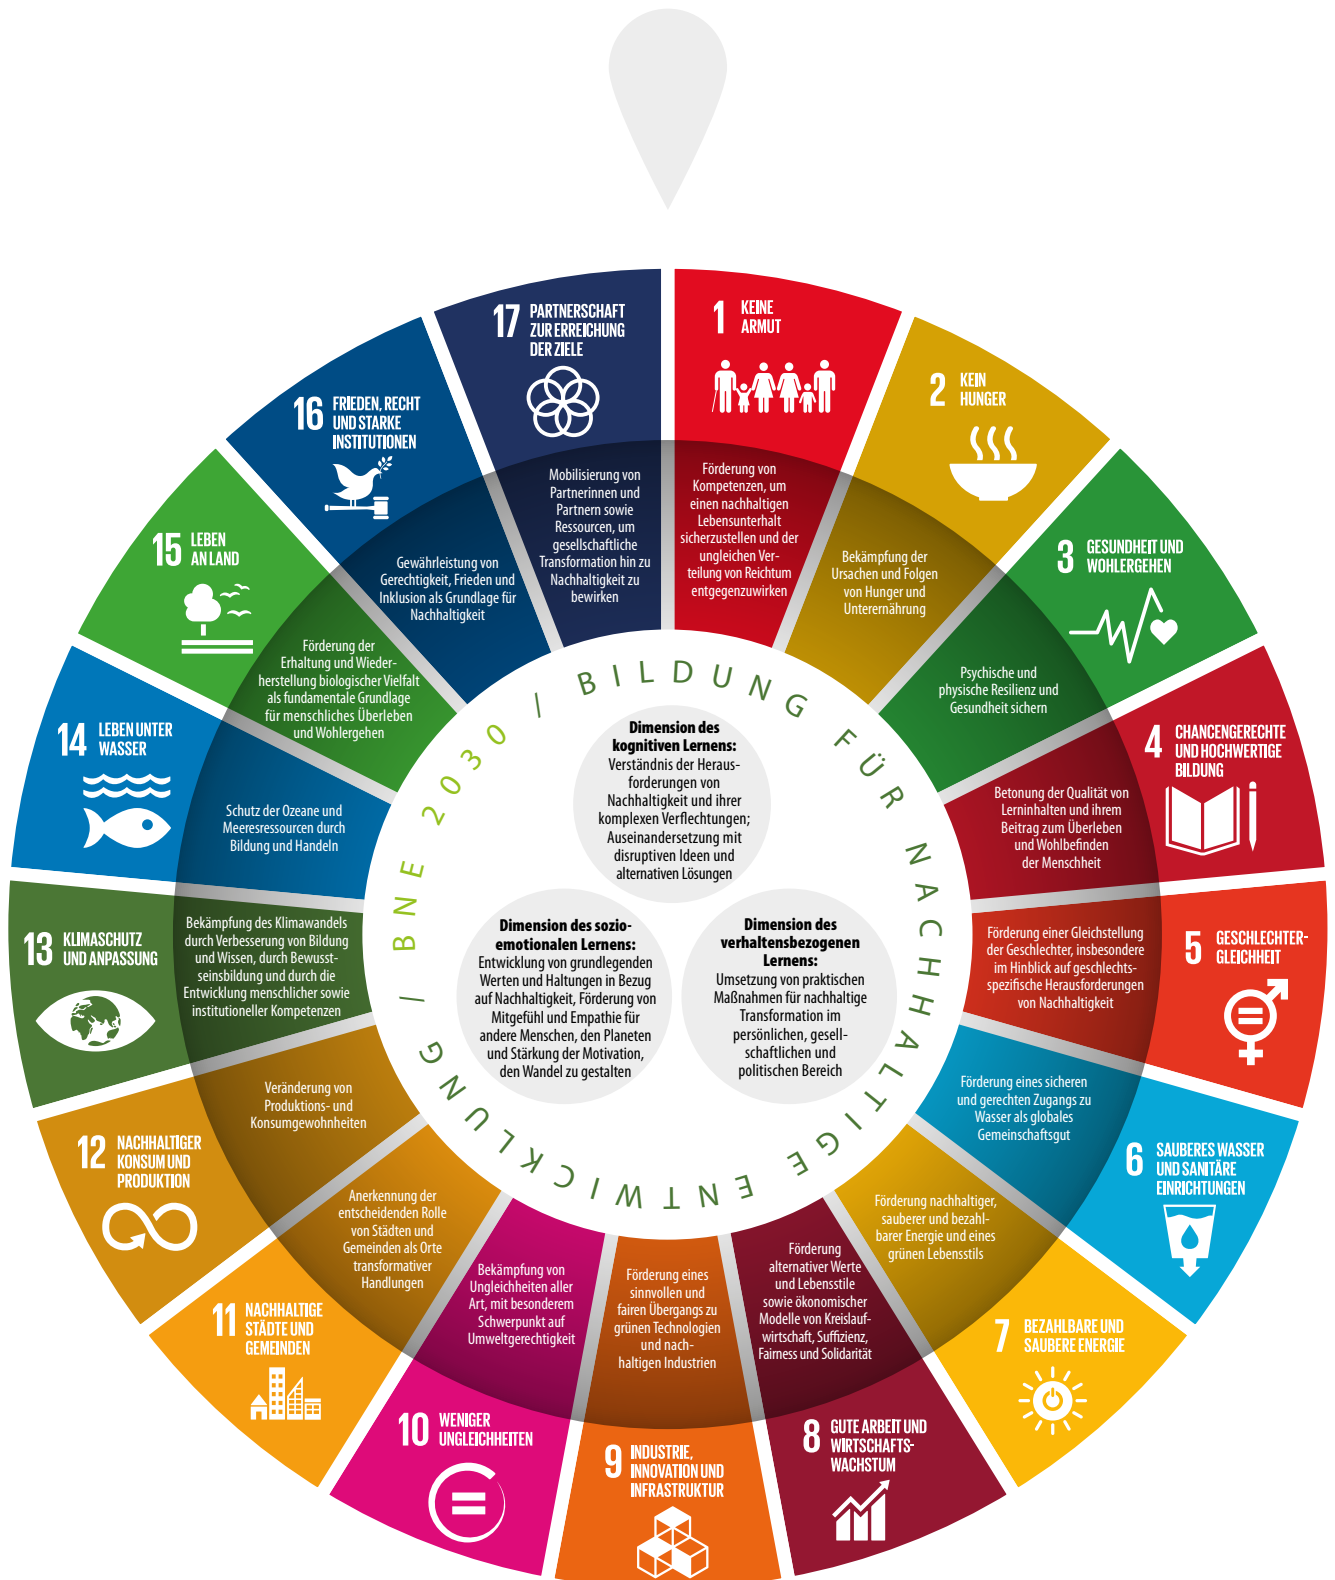 1 KEINE
ARMUT
Förderung von
Kompetenzen, um
einen nachhaltigen
Lebensunterhalt
sicherzustellen und der
ungleichen Ver-
teilung von Reichtum
entgegenzuwirken
2 KEIN
HUNGER
Bekämpfung der
Ursachen und Folgen
von Hunger und
Unterernährung
3 GESUNDHEIT UND
WOHLERGEHEN
Psychische und
physische Resilienz und
Gesundheit sichern
4 CHANCENGERECHTE
UND HOCHWERTIGE
BILDUNG
Betonung der Qualität von
Lerninhalten und ihrem
Beitrag zum Überleben
und Wohlbefinden
der Menschheit
5 GESCHLECHTER-
GLEICHHEIT
Förderung einer Gleichstellung
der Geschlechter, insbesondere
im Hinblick auf geschlechts-
spezifische Herausforderungen
von Nachhaltigkeit
6 SAUBERES WASSER
UND SANITÄRE
EINRICHTUNGEN
Förderung eines sicheren
und gerechten Zugangs zu
Wasser als globales
Gemeinschaftsgut
7 BEZAHLBARE UND
SAUBERE ENERGIE
Förderung nachhaltiger,
sauberer und bezahl-
barer Energie und eines
grünen Lebensstils
8 GUTE ARBEIT UND
WIRTSCHAFTS-
WACHSTUM
Förderung
alternativer Werte
und Lebensstile
sowie ökonomischer
Modelle von Kreislauf-
wirtschaft, Suffizienz,
Fairness und Solidarität
9 INDUSTRIE,
INNOVATION UND
INFRASTRUKTUR
Förderung eines
sinnvollen und
fairen Übergangs zu
grünen Technologien
und nach-
haltigen Industrien
10 WENIGER
UNGLEICHHEITEN
Bekämpfung von
Ungleichheiten aller
Art, mit besonderem
Schwerpunkt auf
Umweltgerechtigkeit
11 NACHHALTIGE
STÄDTE UND
GEMEINDEN
Anerkennung der
entscheidenden Rolle
von Städten und
Gemeinden als Orte
transformativer
Handlungen
12 NACHHALTIGER
KONSUM UND
PRODUKTION
Veränderung von
Produktions- und
Konsumgewohnheiten
13 KLIMASCHUTZ
UND ANPASSUNG
Bekämpfung des Klimawandels
durch Verbesserung von Bildung
und Wissen, durch Bewusst-
seinsbildung und durch die
Entwicklung menschlicher sowie
institutioneller Kompetenzen
14 LEBEN UNTER
WASSER
Schutz der Ozeane und
Meeresressourcen durch
Bildung und Handeln
15 LEBEN
AN LAND
Förderung der
Erhaltung und Wieder-
herstellung biologischer Vielfalt
als fundamentale Grundlage
für menschliches Überleben
und Wohlergehen
16 FRIEDEN, RECHT
UND STARKE
INSTITUTIONEN
Gewährleistung von
Gerechtigkeit, Frieden und
Inklusion als Grundlage für
Nachhaltigkeit
17 PARTNERSCHAFT
ZUR ERREICHUNG
DER ZIELE
Mobilisierung von
Partnerinnen und
Partnern sowie
Ressourcen, um
gesellschaftliche
Transformation hin zu
Nachhaltigkeit zu
bewirken
/ BNE 2030 / BILDUNG FÜR NACHHALTIGE ENTWICKLUNG
Dimension des
kognitiven Lernens:
Verständnis der Heraus-
forderungen von
Nachhaltigkeit und ihrer
komplexen Verflechtungen;
Auseinandersetzung mit
disruptiven Ideen und
alternativen Lösungen
Dimension des sozio-
emotionalen Lernens:
Entwicklung von grundlegenden
Werten und Haltungen in Bezug
auf Nachhaltigkeit, Förderung von
Mitgefühl und Empathie für
andere Menschen, den Planeten
und Stärkung der Motivation,
den Wandel zu gestalten
Dimension des
verhaltensbezogenen
Lernens:
Umsetzung von praktischen
Maßnahmen für nachhaltige
Transformation im
persönlichen, gesell-
schaftlichen und
politischen Bereich